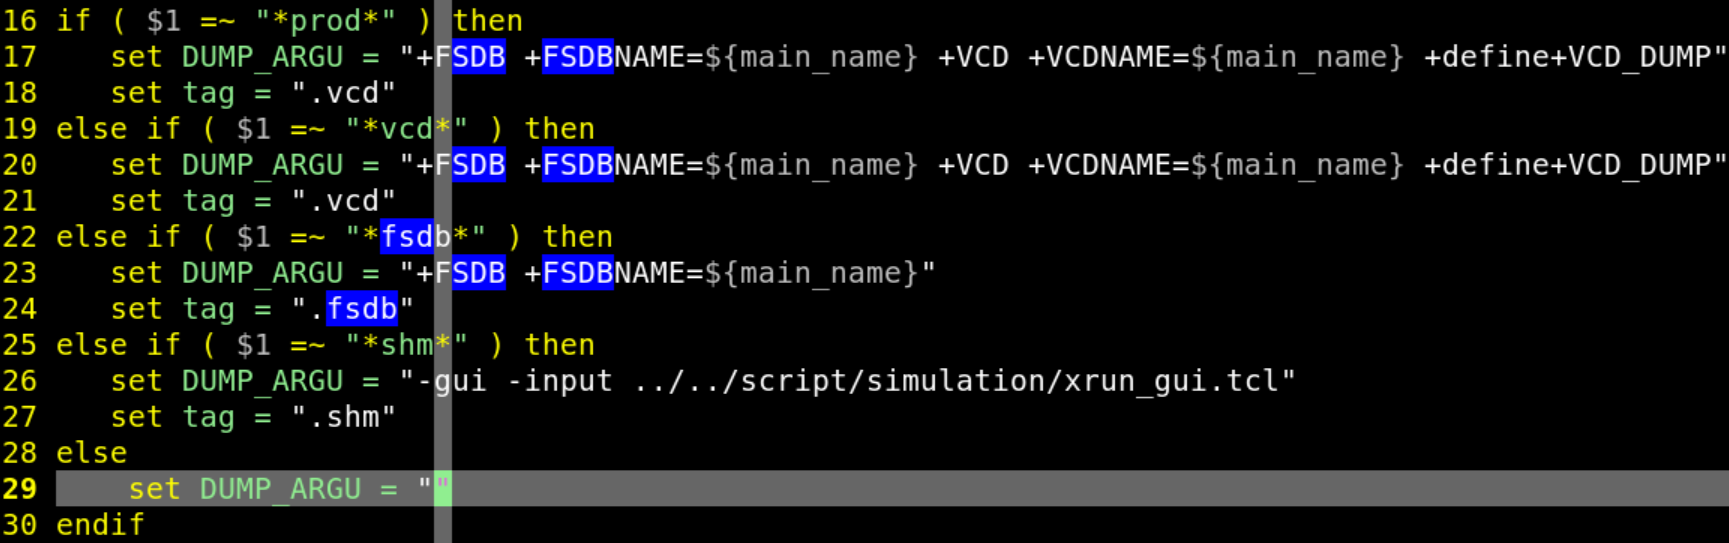 16 if ( $1 =~ "*prod*" ) then
17    set DUMP_ARGU = "+FSDB +FSDBNAME=${main_name} +VCD +VCDNAME=${main_name} +define+VCD_DUMP"
18    set tag = ".vcd"
19 else if ( $1 =~ "*vcd*" ) then
20    set DUMP_ARGU = "+FSDB +FSDBNAME=${main_name} +VCD +VCDNAME=${main_name} +define+VCD_DUMP"
21    set tag = ".vcd"
22 else if ( $1 =~ "*fsdb*" ) then
23    set DUMP_ARGU = "+FSDB +FSDBNAME=${main_name}"
24    set tag = ".fsdb"
25 else if ( $1 =~ "*shm*" ) then
26    set DUMP_ARGU = "-gui -input ../../script/simulation/xrun_gui.tcl"
27    set tag = ".shm"
28 else
29     set DUMP_ARGU = ""
30 endif